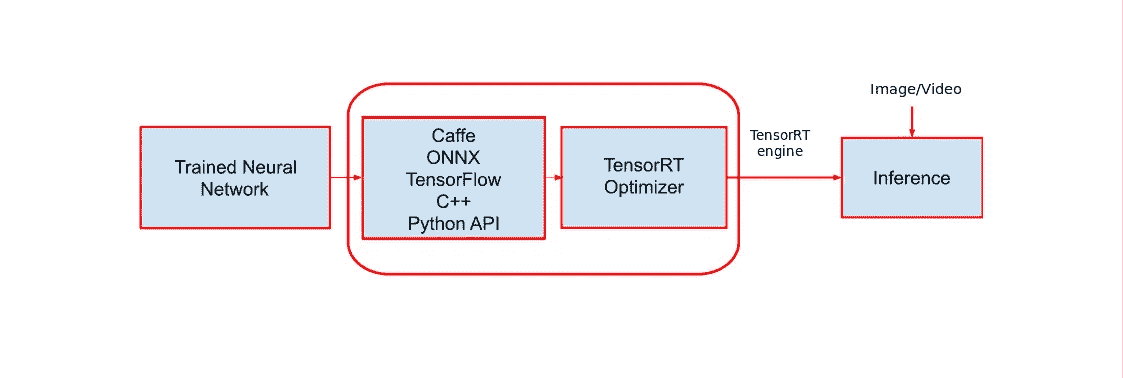 Trained Neural
Network
Caffe
ONNX
TensorFlow
C++
Python API
TensorRT
Optimizer
TensorRT
engine
Image/Video
Inference